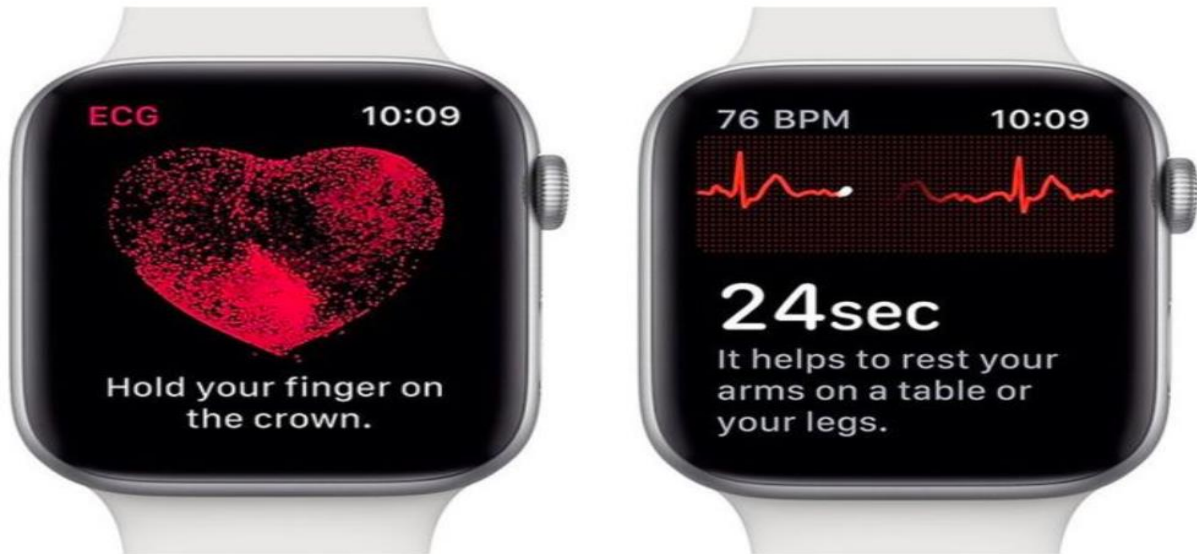 ECG 10:09
Hold your finger on
the crown.
76 BPM 10:09
24sec
It helps to rest your
arms on a table or
your legs.